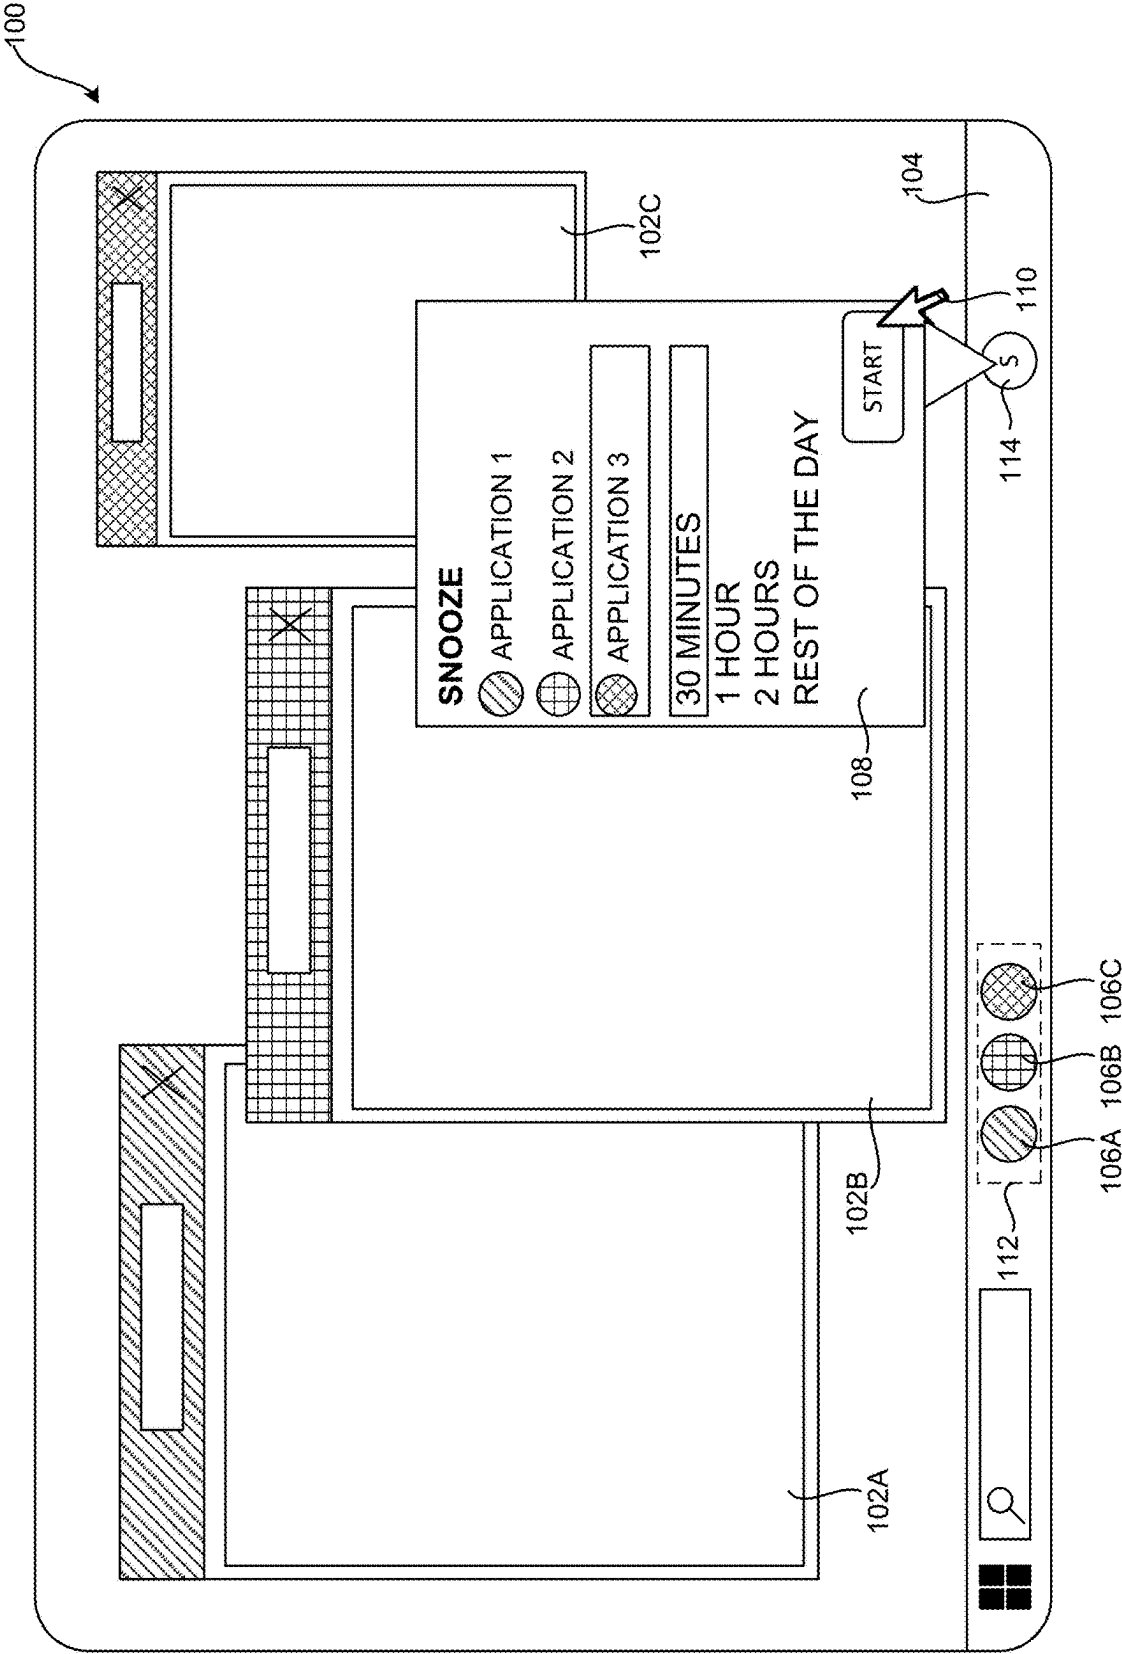 100
102C
104
SNOOZE
APPLICATION 1
APPLICATION 2
APPLICATION 3
30 MINUTES
1 HOUR
2 HOURS
REST OF THE DAY
START
110
S
114
108
102B
102A
112
106A
106B
106C